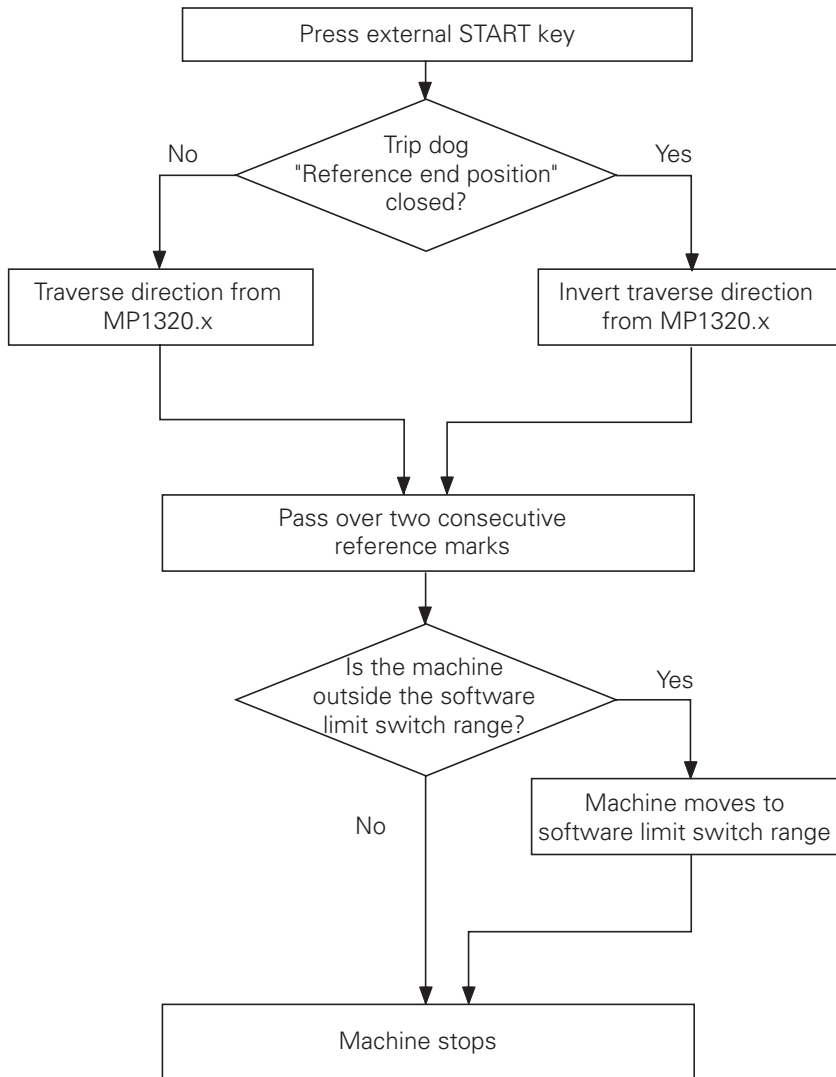 Press external START key
Trip dog
"Reference end position"
closed?
No
Yes
Traverse direction from
MP1320.x
Invert traverse direction
from MP1320.x
Pass over two consecutive
reference marks
Is the machine
outside the software
limit switch range?
Yes
Machine moves to
software limit switch range
No
Machine stops